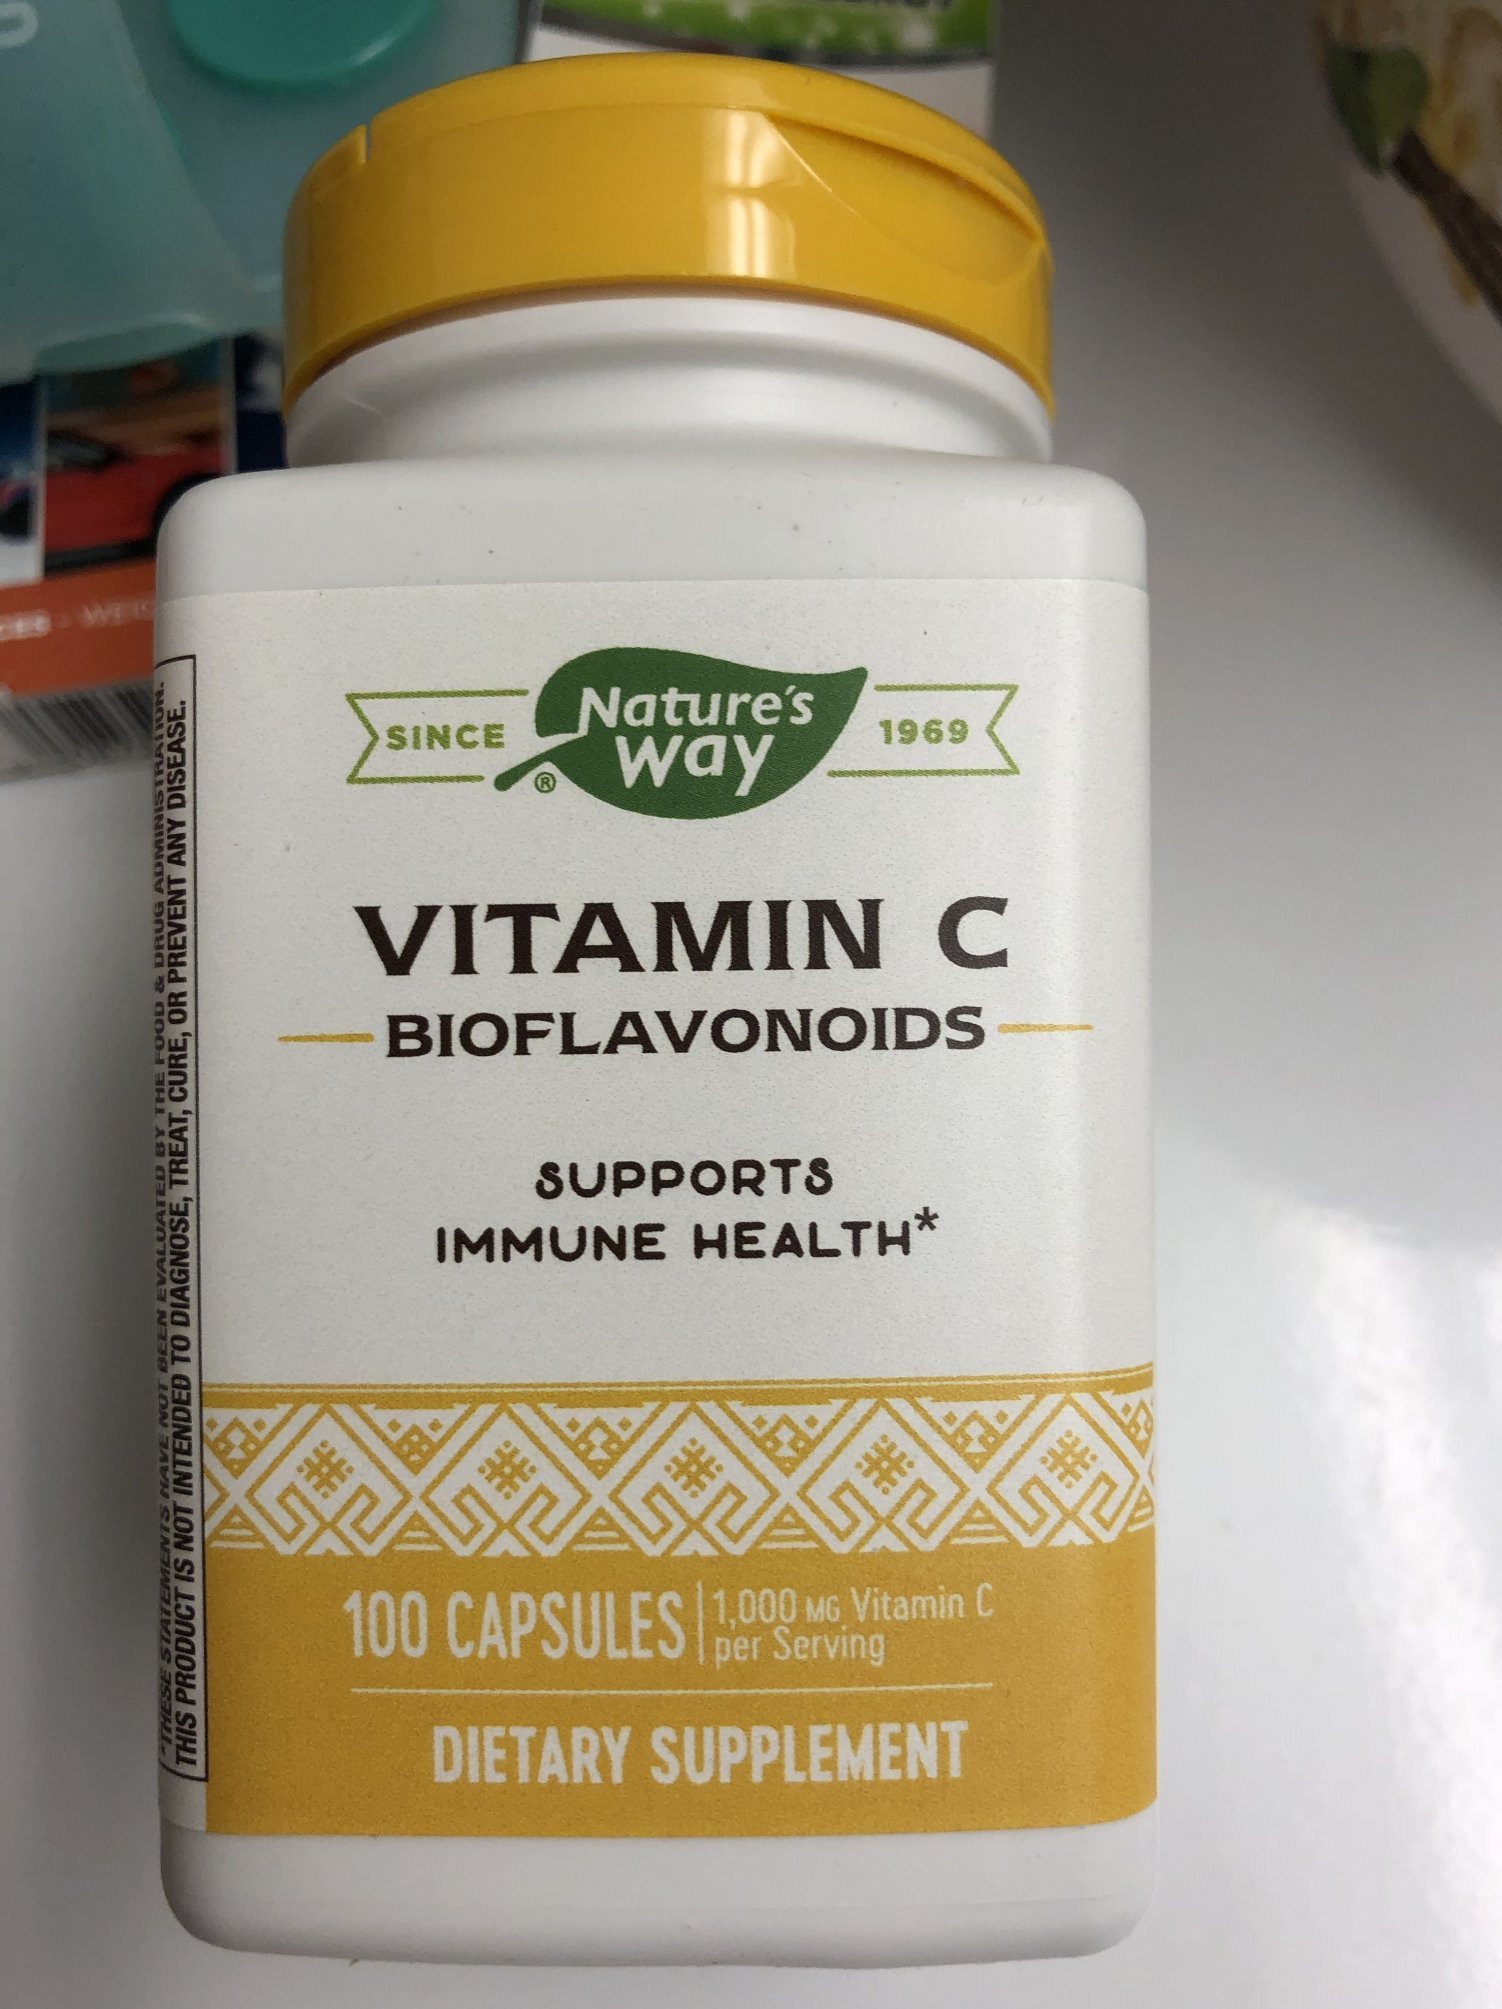 SINCE
Nature's
Way
®
1969
VITAMIN C
BIOFLAVONOIDS
SUPPORTS
IMMUNE HEALTH*
100 CAPSULES
1,000 MG Vitamin C
per Serving
DIETARY SUPPLEMENT
*THESE STATEMENTS HAVE NOT BEEN EVALUATED BY THE FOOD & DRUG ADMINISTRATION.
THIS PRODUCT IS NOT INTENDED TO DIAGNOSE, TREAT, CURE, OR PREVENT ANY DISEASE.